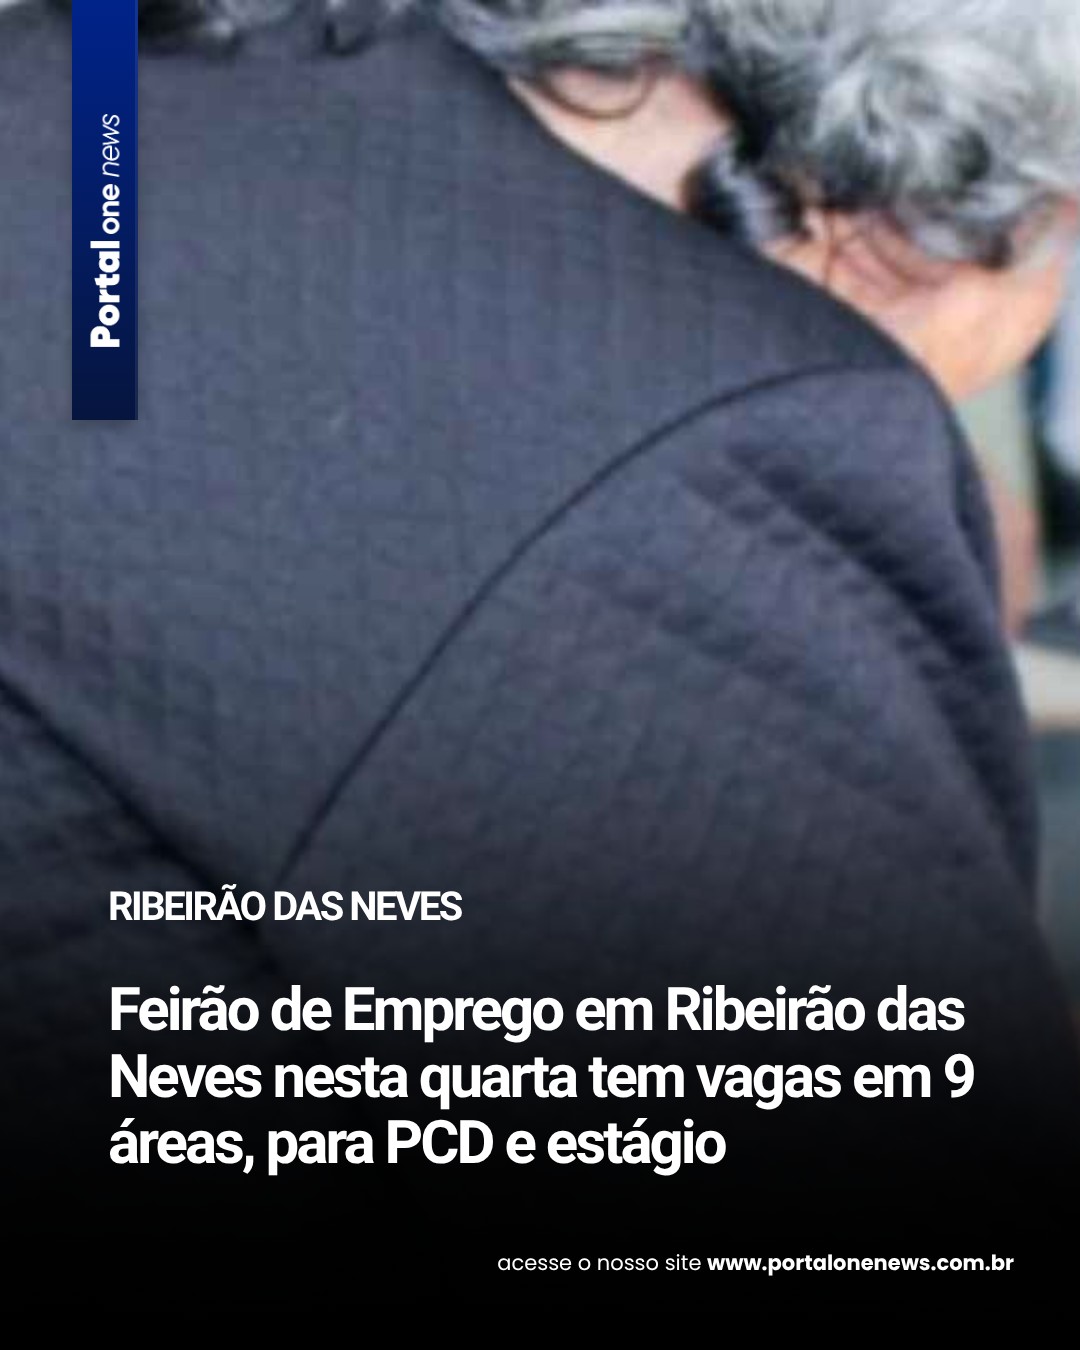 Portal one news
RIBEIRÃO DAS NEVES
Feirão de Emprego em Ribeirão das
Neves nesta quarta tem vagas em 9
áreas, para PCD e estágio
acesse o nosso site www.portalonenews.com.br